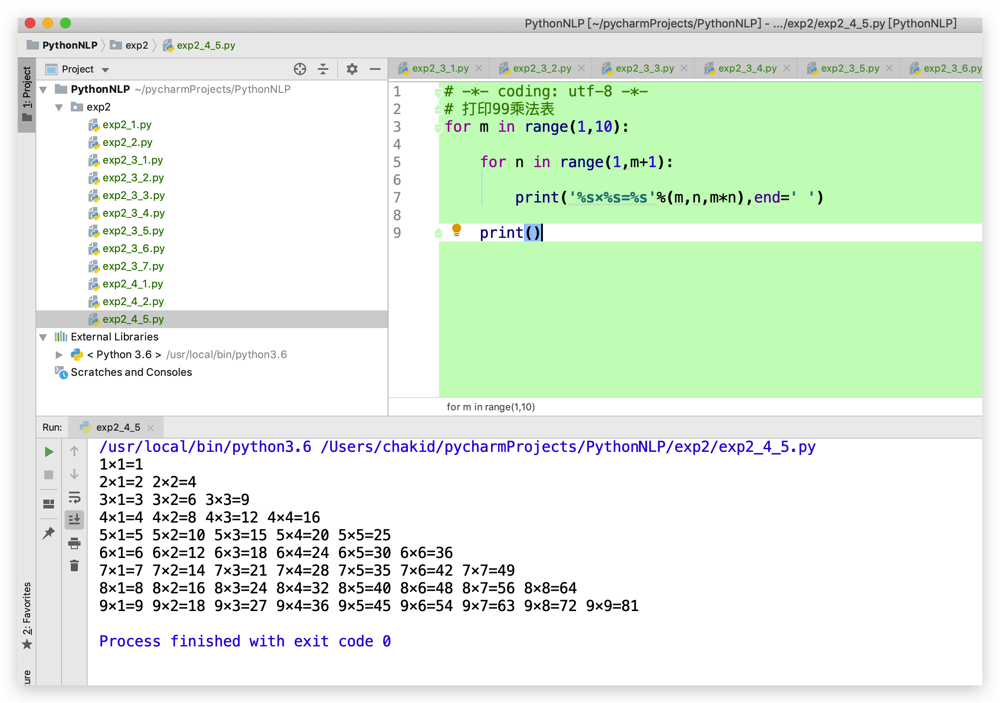 PythonNLP [~/pycharmProjects/PythonNLP] - .../exp2/exp2_4_5.py [PythonNLP]
PythonNLP exp2 exp2_4_5.py
1: Project
Project
PythonNLP ~/pycharmProjects/PythonNLP
exp2
exp2_1.py
exp2_2.py
exp2_3_1.py
exp2_3_2.py
exp2_3_3.py
exp2_3_4.py
exp2_3_5.py
exp2_3_6.py
exp2_3_7.py
exp2_4_1.py
exp2_4_2.py
exp2_4_5.py
External Libraries
< Python 3.6 > /usr/local/bin/python3.6
Scratches and Consoles
exp2_3_1.py exp2_3_2.py exp2_3_3.py exp2_3_4.py exp2_3_5.py exp2_3_6.py
1 # -*- coding: utf-8 -*-
2 # 打印99乘法表
3 for m in range(1,10):
4
5 for n in range(1,m+1):
6
7 print('%s×%s=%s'%(m,n,m*n),end=' ')
8
9 print()
for m in range(1,10)
Run: exp2_4_5
/usr/local/bin/python3.6 /Users/chakid/pycharmProjects/PythonNLP/exp2/exp2_4_5.py
1×1=1
2×1=2 2×2=4
3×1=3 3×2=6 3×3=9
4×1=4 4×2=8 4×3=12 4×4=16
5×1=5 5×2=10 5×3=15 5×4=20 5×5=25
6×1=6 6×2=12 6×3=18 6×4=24 6×5=30 6×6=36
7×1=7 7×2=14 7×3=21 7×4=28 7×5=35 7×6=42 7×7=49
8×1=8 8×2=16 8×3=24 8×4=32 8×5=40 8×6=48 8×7=56 8×8=64
9×1=9 9×2=18 9×3=27 9×4=36 9×5=45 9×6=54 9×7=63 9×8=72 9×9=81
Process finished with exit code 0
2: Favorites